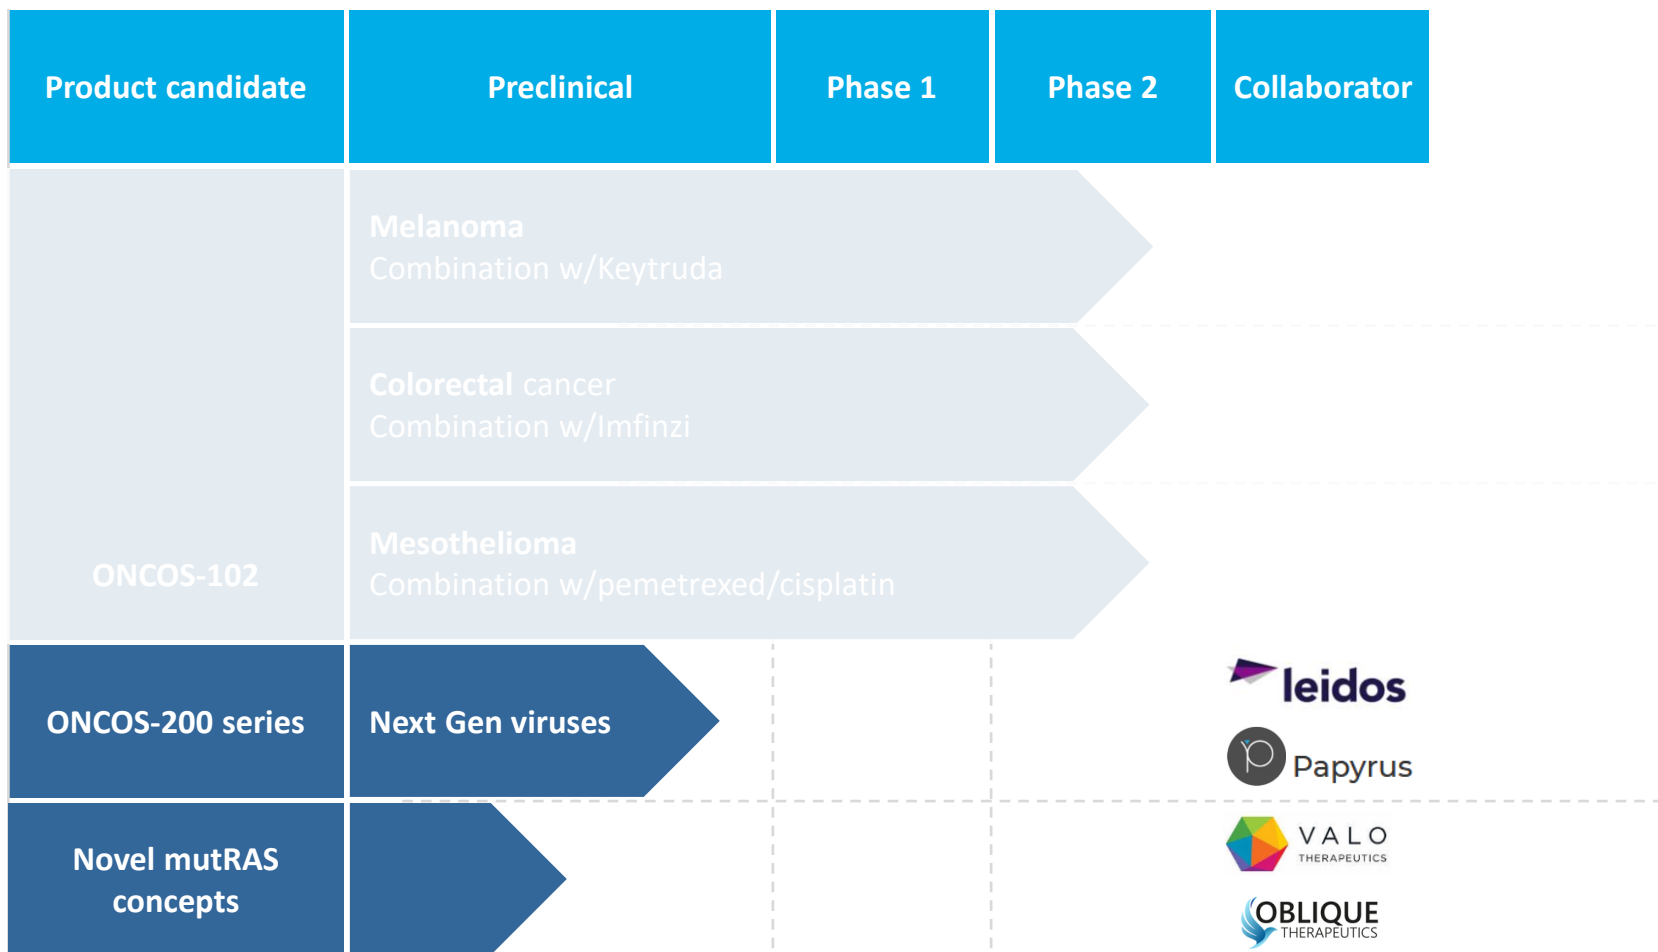 Product candidate
Preclinical
Phase 1
Phase 2
Collaborator
ONCOS-102
Melanoma
Combination w/Keytruda
Colorectal cancer
Combination w/Imfinzi
Mesothelioma
Combination w/pemetrexed/cisplatin
ONCOS-200 series
Next Gen viruses
leidos
Papyrus
Novel mutRAS
concepts
VALO
THERAPEUTICS
OBLIQUE
THERAPEUTICS